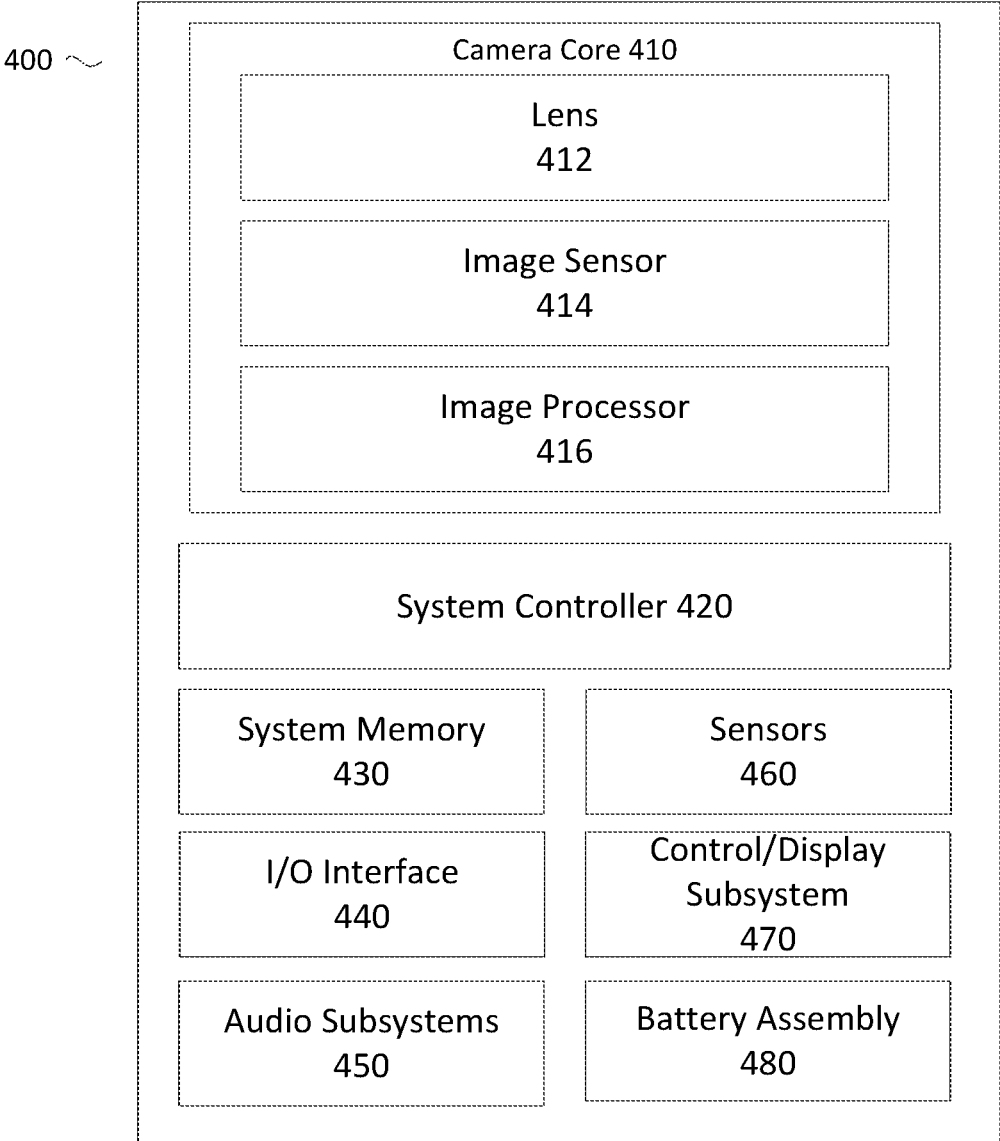 400
Camera Core 410
Lens
412
Image Sensor
414
Image Processor
416
System Controller 420
System Memory
430
Sensors
460
I/O Interface
440
Control/Display
Subsystem
470
Audio Subsystems
450
Battery Assembly
480